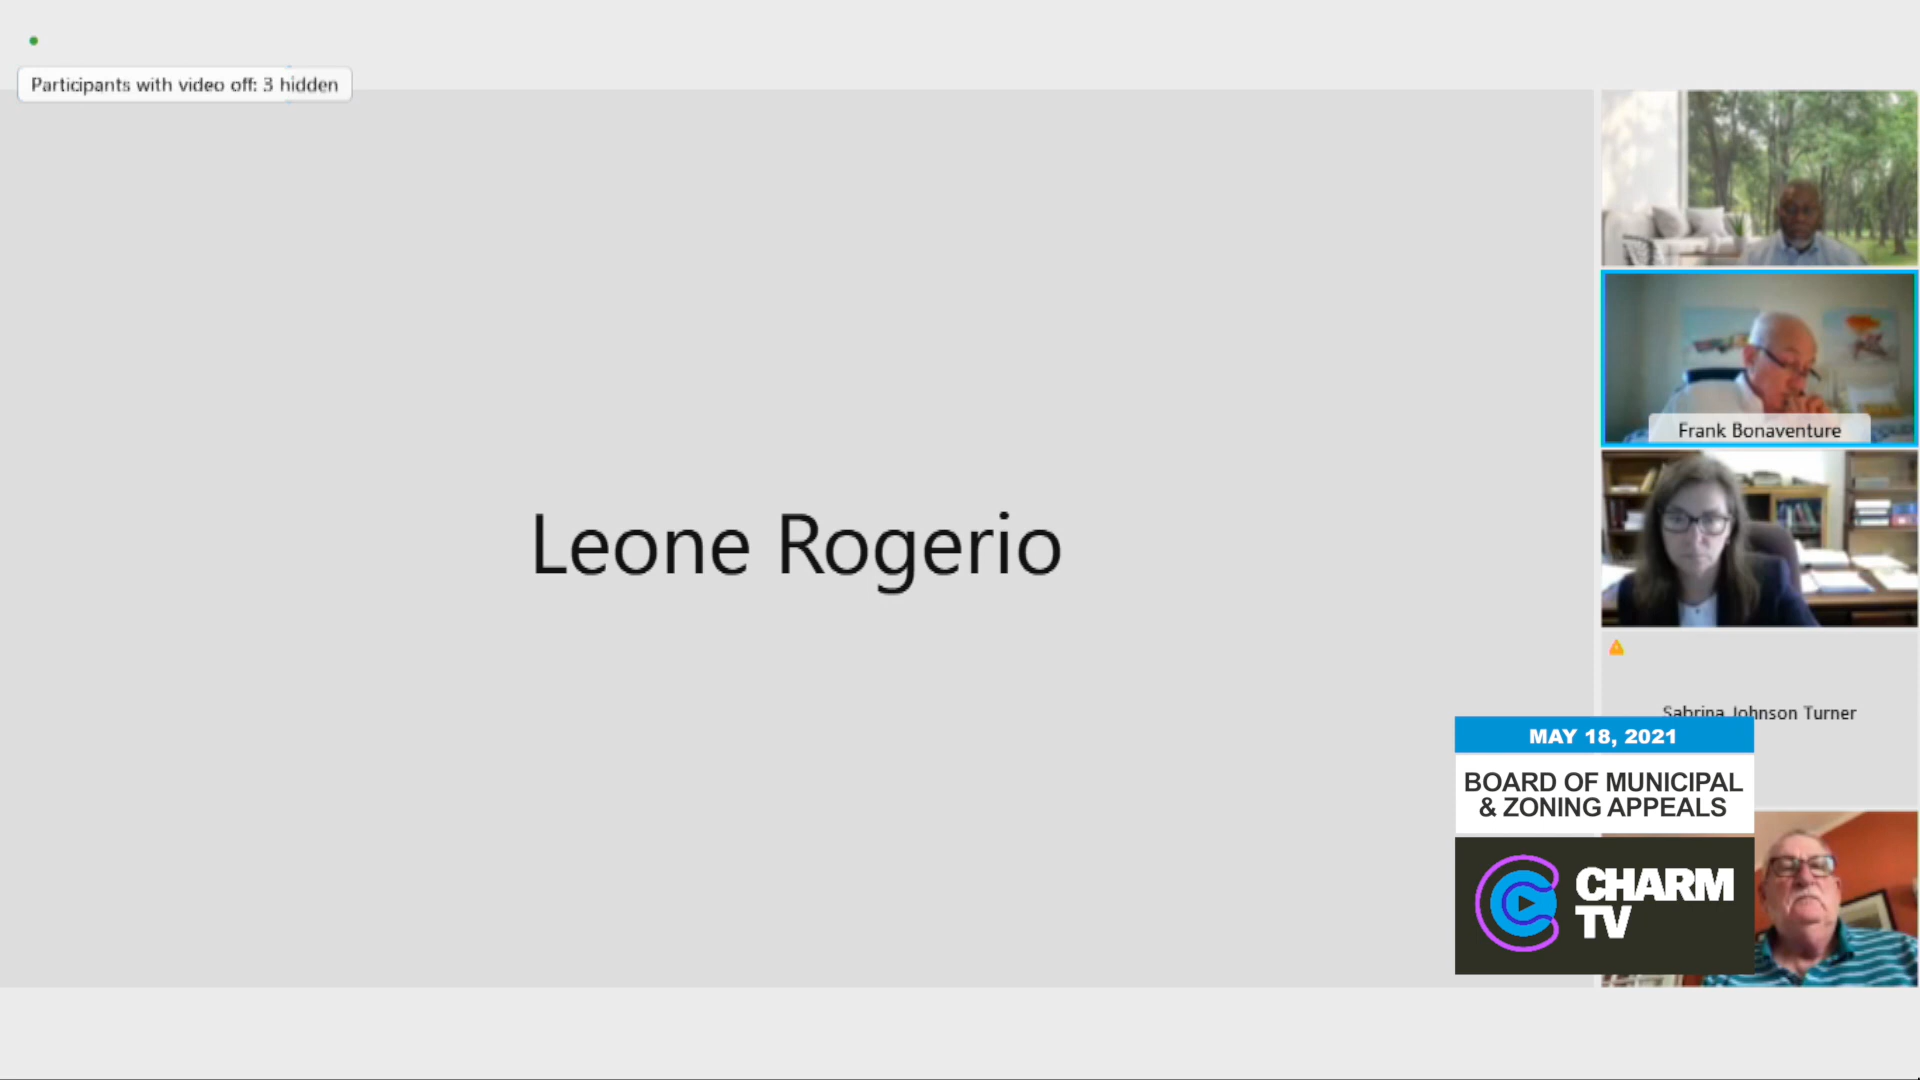 Participants with video off: 3 hidden
Leone Rogerio
Frank Bonaventure
Sabrina Johnson Turner
MAY 18, 2021
BOARD OF MUNICIPAL
& ZONING APPEALS
CHARM
TV